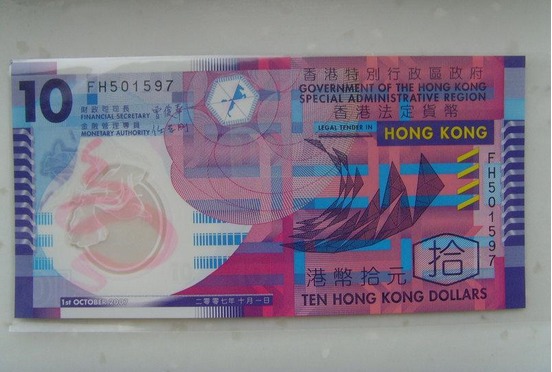 10
FH501597
財政司司長
FINANCIAL SECRETARY
金融管理專員
MONETARY AUTHORITY
香港特別行政區政府
GOVERNMENT OF THE HONG KONG
SPECIAL ADMINISTRATIVE REGION
香港法定貨幣
LEGAL TENDER IN
HONG KONG
FH501597
港幣拾元
拾
TEN HONG KONG DOLLARS
1st OCTOBER 2007
二零零七年十月一日